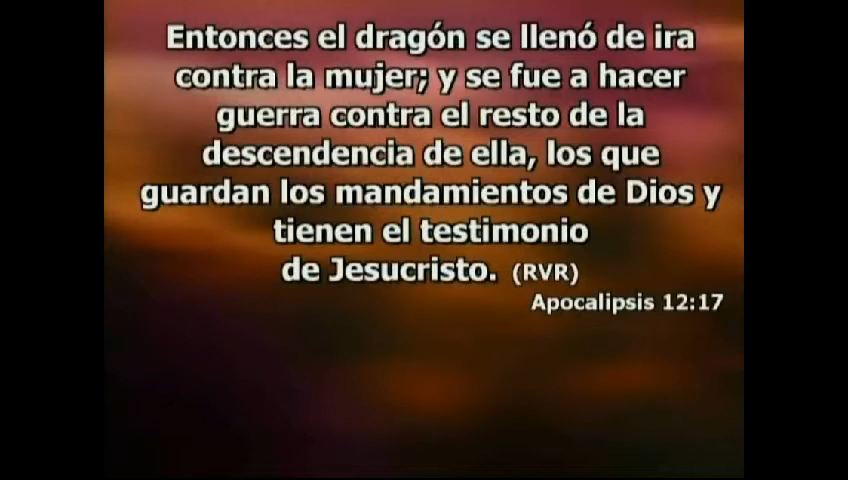 Entonces el dragón se llenó de ira
contra la mujer; y se fue a hacer
guerra contra el resto de la
descendencia de ella, los que
guardan los mandamientos de Dios y
tienen el testimonio
de Jesucristo. (RVR)
Apocalipsis 12:17